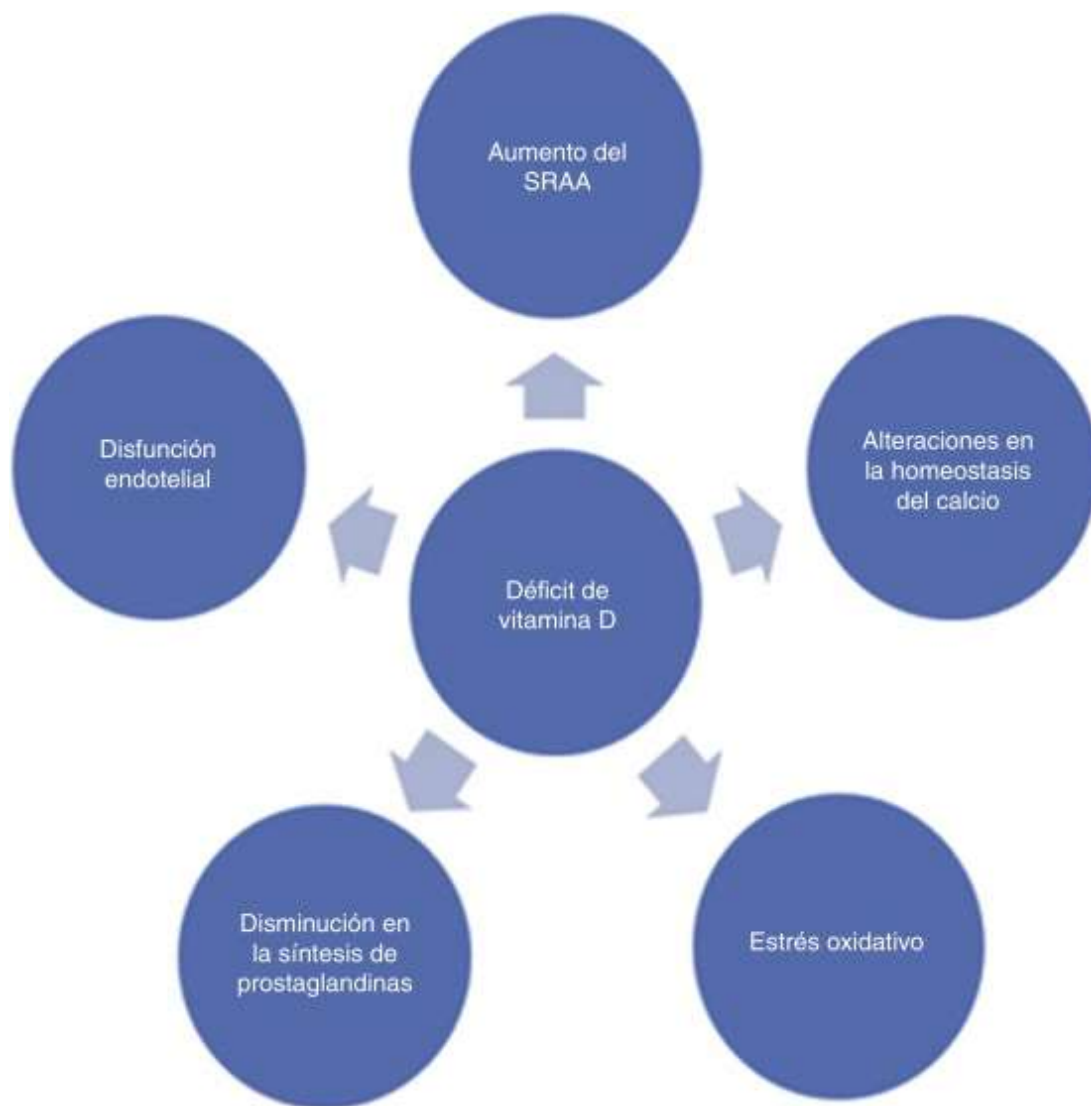 Aumento del
SRAA
Disfunción
endotelial
Alteraciones en
la homeostasis
del calcio
Déficit de
vitamina D
Disminución en
la síntesis de
prostaglandinas
Estrés oxidativo